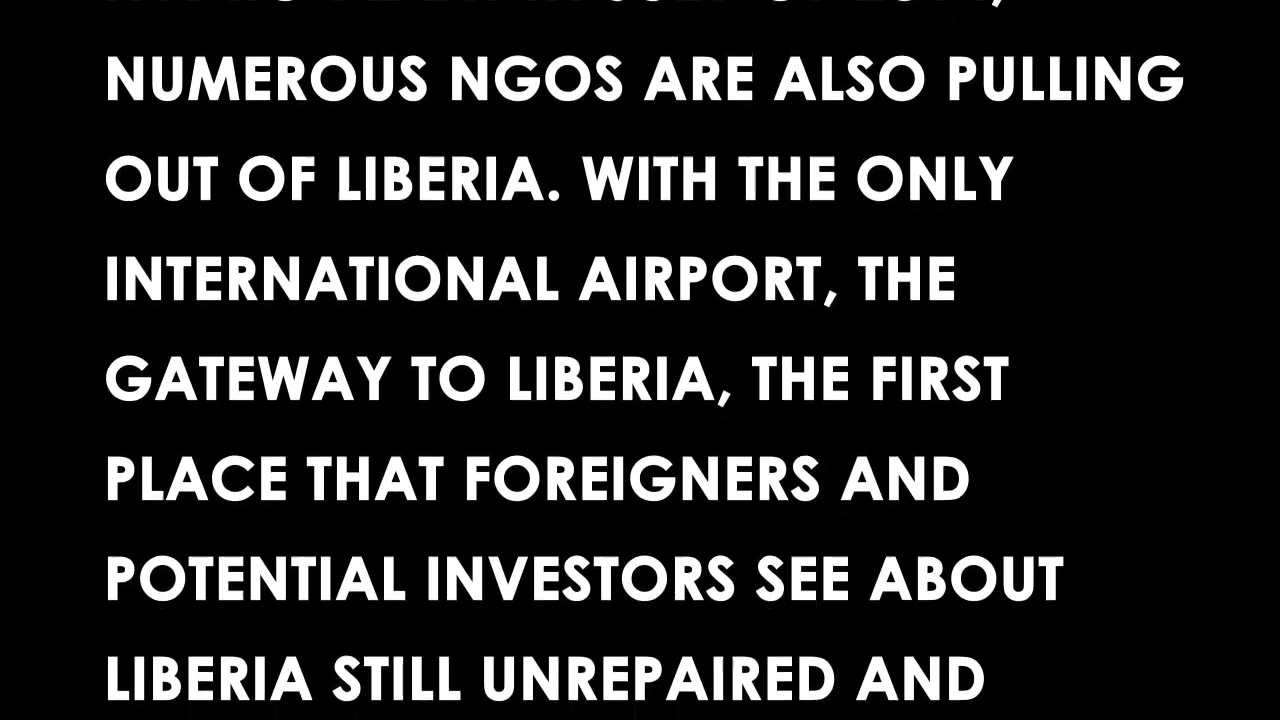 NUMEROUS NGOS ARE ALSO PULLING
OUT OF LIBERIA. WITH THE ONLY
INTERNATIONAL AIRPORT, THE
GATEWAY TO LIBERIA, THE FIRST
PLACE THAT FOREIGNERS AND
POTENTIAL INVESTORS SEE ABOUT
LIBERIA STILL UNREPAIRED AND